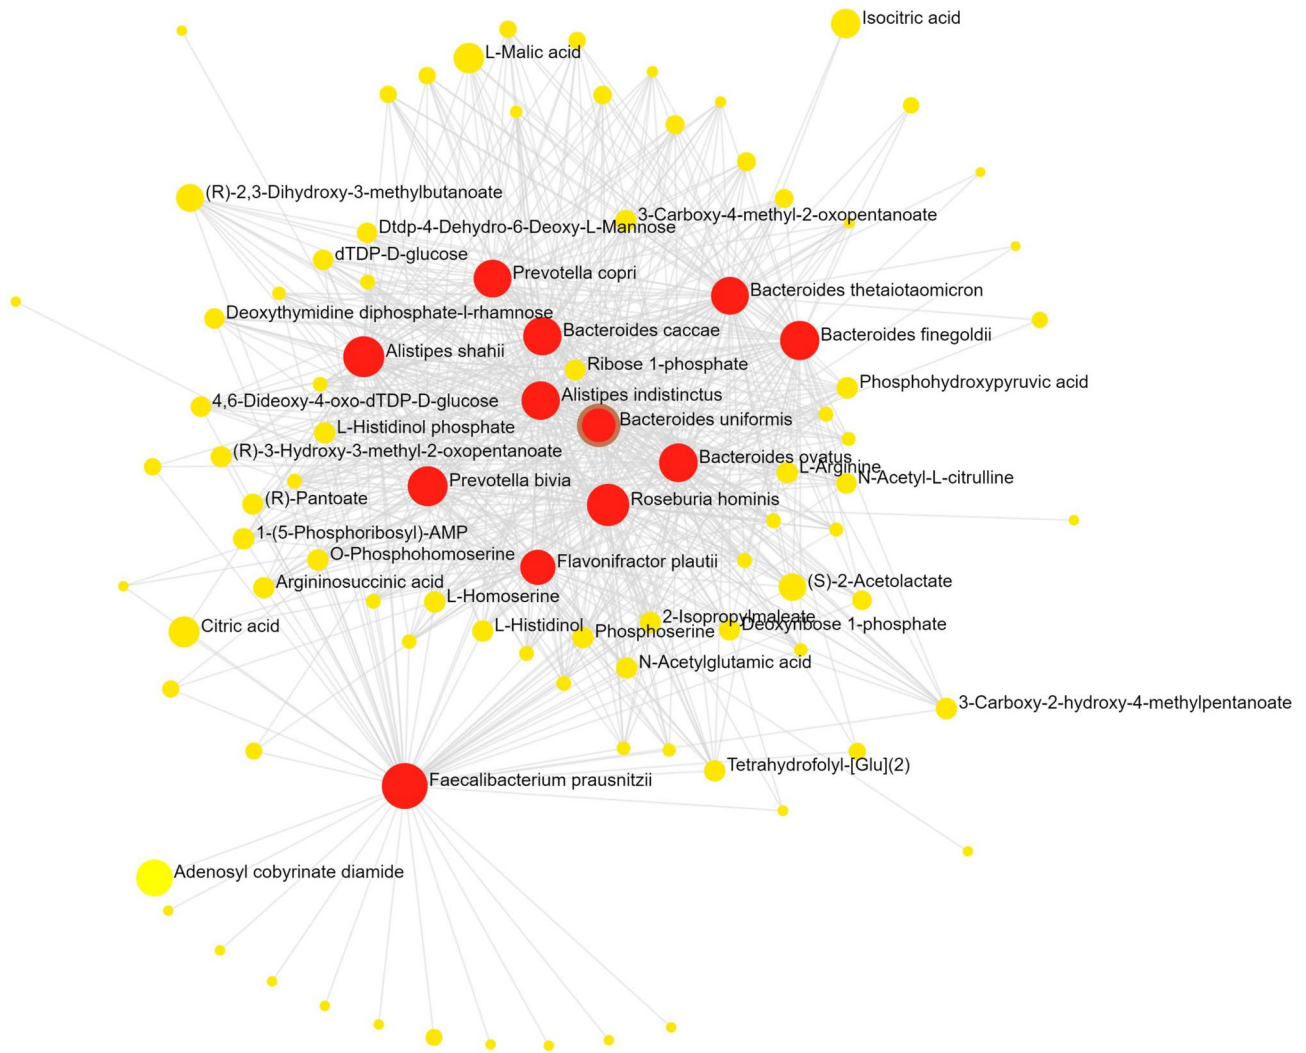 Isocitric acid
L-Malic acid
(R)-2,3-Dihydroxy-3-methylbutanoate
3-Carboxy-4-methyl-2-oxopentanoate
Dtdp-4-Dehydro-6-Deoxy-L-Mannose
dTDP-D-glucose
Prevotella copri
Bacteroides thetaiotaomicron
Deoxythymidine diphosphate-l-rhamnose
Bacteroides caccae
Bacteroides finegoldii
Alistipes shahii
Ribose 1-phosphate
Phosphohydroxypyruvic acid
Alistipes indistinctus
4,6-Dideoxy-4-oxo-dTDP-D-glucose
Bacteroides uniformis
L-Histidinol phosphate
(R)-3-Hydroxy-3-methyl-2-oxopentanoate
Bacteroides ovatus
L-Arginine
Prevotella bivia
N-Acetyl-L-citrulline
(R)-Pantoate
Roseburia hominis
1-(5-Phosphoribosyl)-AMP
O-Phosphohomoserine
Flavonifractor plautii
Argininosuccinic acid
(S)-2-Acetolactate
L-Homoserine
2-Isopropylmaleate
Citric acid
L-Histidinol
Phosphoserine
Deoxyribose 1-phosphate
N-Acetylglutamic acid
3-Carboxy-2-hydroxy-4-methylpentanoate
Tetrahydrofolyl-[Glu](2)
Faecalibacterium prausnitzii
Adenosyl cobyrinate diamide